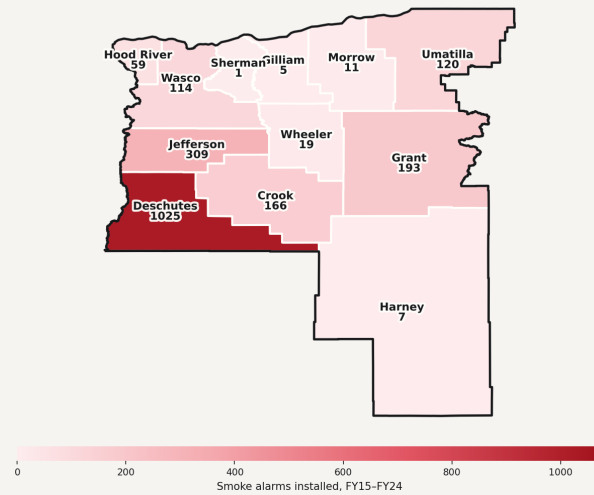 Hood River
59
Wasco
114
Sherman
1
Gilliam
5
Morrow
11
Umatilla
120
Jefferson
309
Wheeler
19
Grant
193
Deschutes
1025
Crook
166
Harney
7
0 200 400 600 800 1000
Smoke alarms installed, FY15–FY24